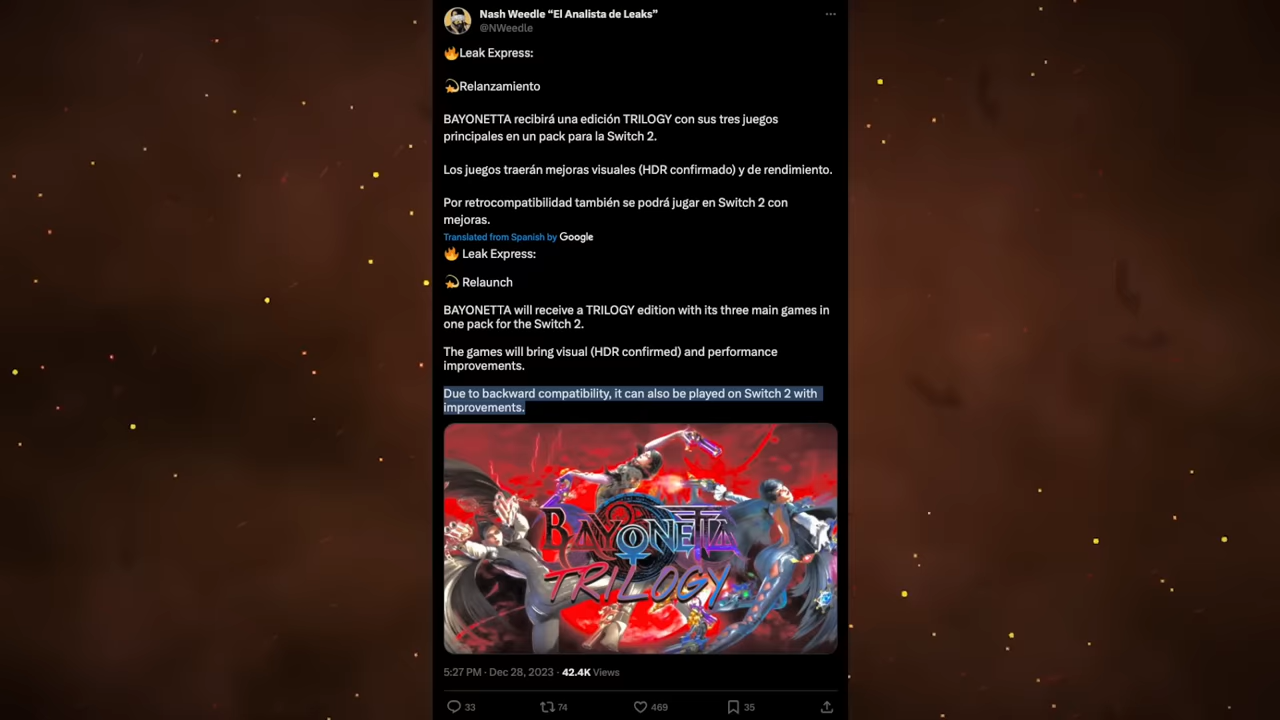 Nash Weedle “El Analista de Leaks”
@NWeedle
🔥Leak Express:
💫Relanzamiento
BAYONETTA recibirá una edición TRILOGY con sus tres juegos
principales en un pack para la Switch 2.
Los juegos traerán mejoras visuales (HDR confirmado) y de rendimiento.
Por retrocompatibilidad también se podrá jugar en Switch 2 con
mejoras.
Translated from Spanish by Google
🔥 Leak Express:
💫 Relaunch
BAYONETTA will receive a TRILOGY edition with its three main games in
one pack for the Switch 2.
The games will bring visual (HDR confirmed) and performance
improvements.
Due to backward compatibility, it can also be played on Switch 2 with
improvements.
BAYONETTA
TRILOGY
5:27 PM · Dec 28, 2023 · 42.4K Views
33 74 469 35